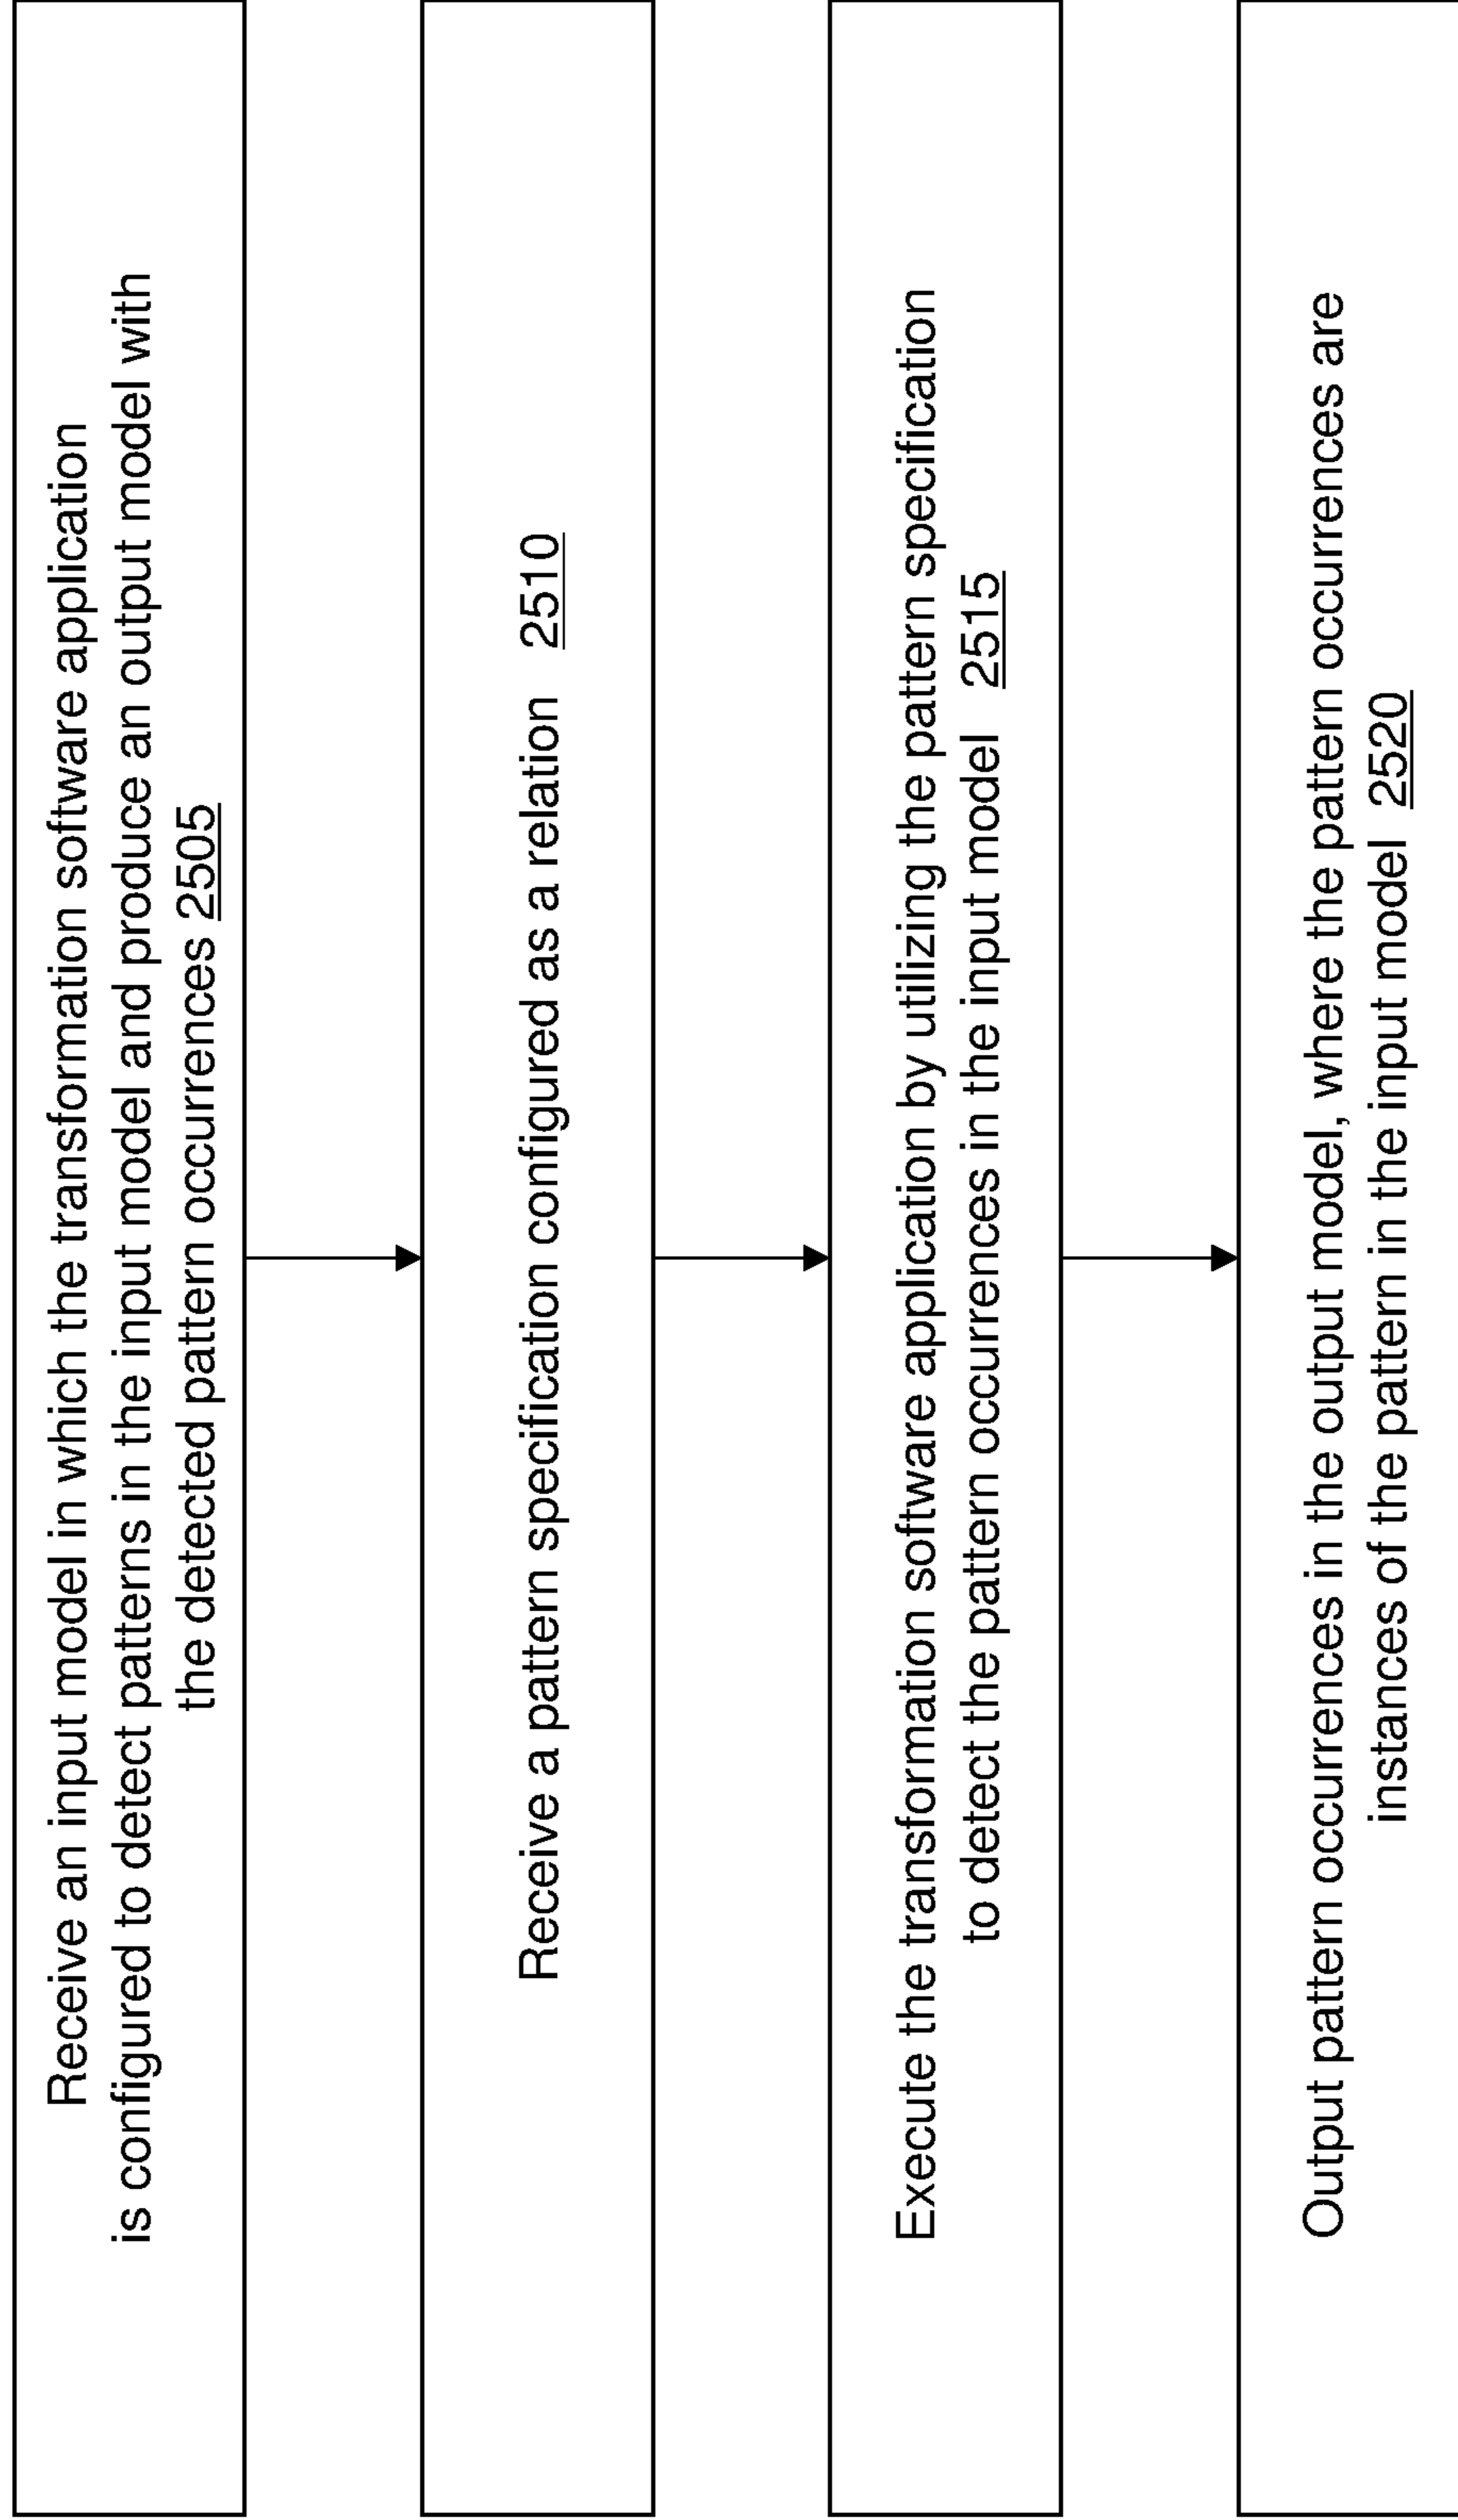 Receive an input model in which the transformation software application
is configured to detect patterns in the input model and produce an output model with
the detected pattern occurrences 2505
Receive a pattern specification configured as a relation 2510
Execute the transformation software application by utilizing the pattern specification
to detect the pattern occurrences in the input model 2515
Output pattern occurrences in the output model, where the pattern occurrences are
instances of the pattern in the input model 2520